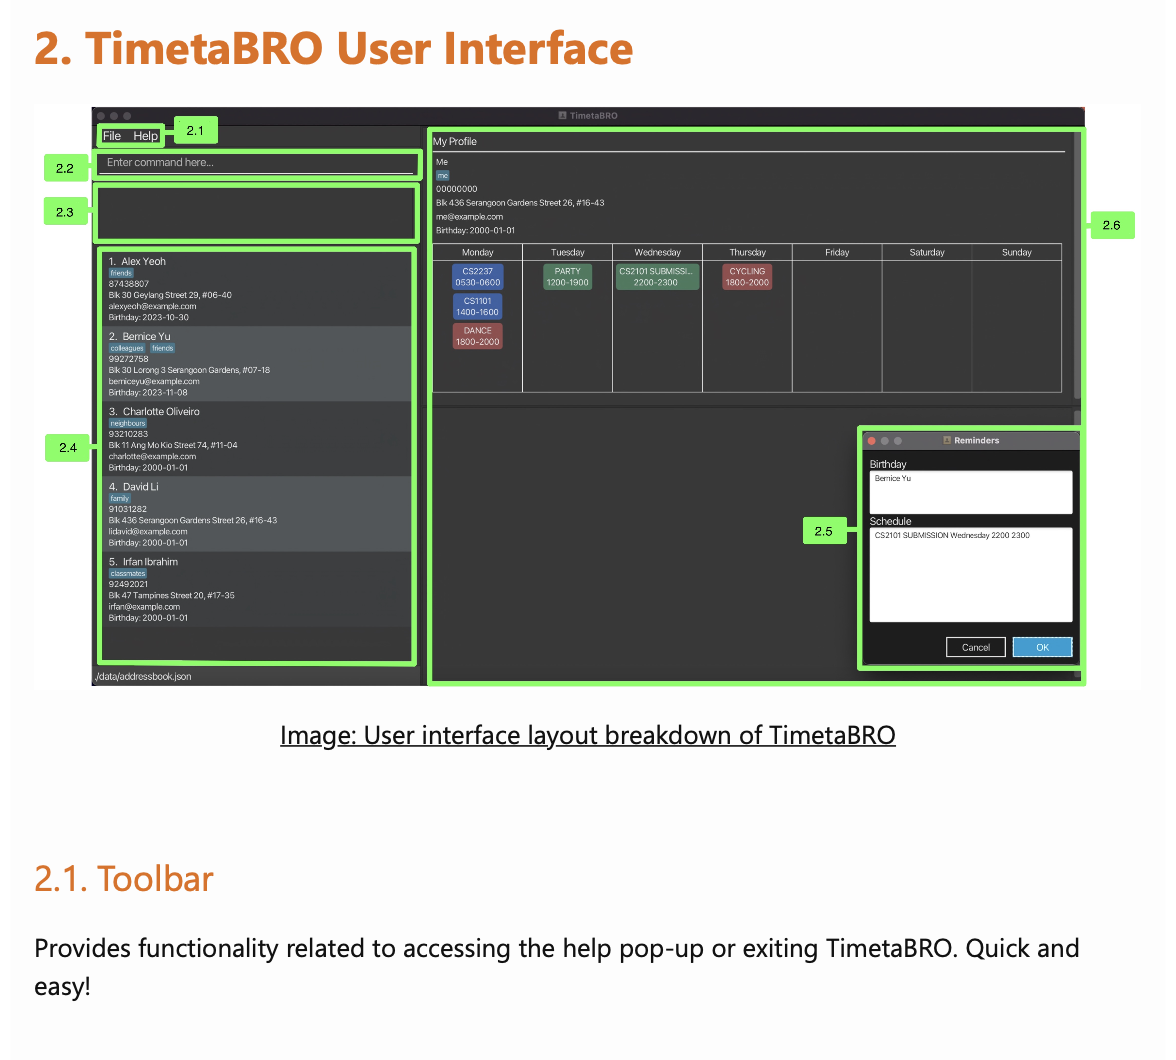 2. TimetaBRO User Interface
TimetaBRO
File Help
2.1
2.2
Enter command here...
2.3
2.4
1. Alex Yeoh
friends
87438807
Blk 30 Geylang Street 29, #06-40
alexyeoh@example.com
Birthday: 2023-10-30
2. Bernice Yu
colleagues friends
99272758
Blk 30 Lorong 3 Serangoon Gardens, #07-18
berniceyu@example.com
Birthday: 2023-11-08
3. Charlotte Oliveiro
neighbours
93210283
Blk 11 Ang Mo Kio Street 74, #11-04
charlotte@example.com
Birthday: 2000-01-01
4. David Li
family
91031282
Blk 436 Serangoon Gardens Street 26, #16-43
lidavid@example.com
Birthday: 2000-01-01
5. Irfan Ibrahim
classmates
92492021
Blk 47 Tampines Street 20, #17-35
irfan@example.com
Birthday: 2000-01-01
./data/addressbook.json
My Profile
Me
me
00000000
Blk 436 Serangoon Gardens Street 26, #16-43
me@example.com
Birthday: 2000-01-01
2.6
Monday Tuesday Wednesday Thursday Friday Saturday Sunday
CS2237
0530-0600
CS1101
1400-1600
DANCE
1800-2000
PARTY
1200-1900
CS2101 SUBMISSI...
2200-2300
CYCLING
1800-2000
2.5
Reminders
Birthday
Bernice Yu
Schedule
CS2101 SUBMISSION Wednesday 2200 2300
Cancel OK
Image: User interface layout breakdown of TimetaBRO
2.1. Toolbar
Provides functionality related to accessing the help pop-up or exiting TimetaBRO. Quick and
easy!